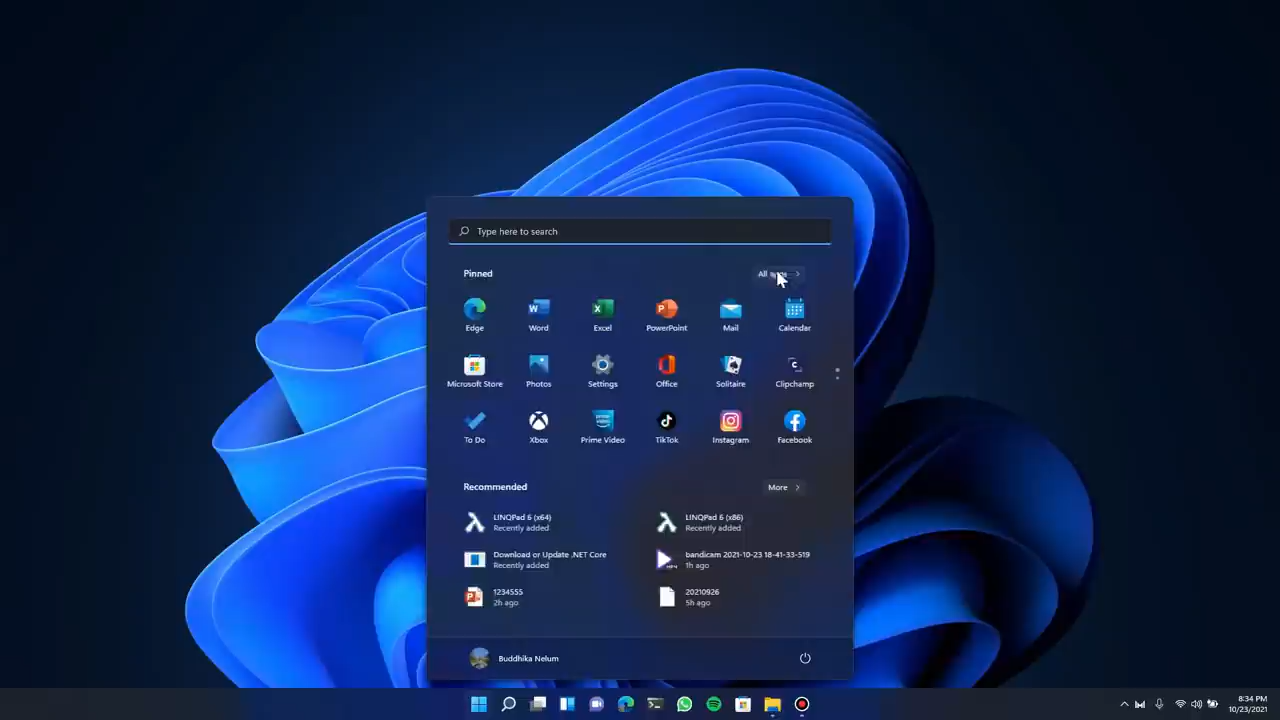 Type here to search
Pinned
All
Edge
Word
Excel
PowerPoint
Mail
Calendar
Microsoft Store
Photos
Settings
Office
Solitaire
Clipchamp
To Do
Xbox
Prime Video
TikTok
Instagram
Facebook
Recommended
More
LINQPad 6 (x64)
Recently added
LINQPad 6 (x86)
Recently added
Download or Update .NET Core
Recently added
bandicam 2021-10-23 18-41-33-519
1h ago
1234555
2h ago
20210926
5h ago
Buddhika Nelum
8:34 PM
10/23/2021